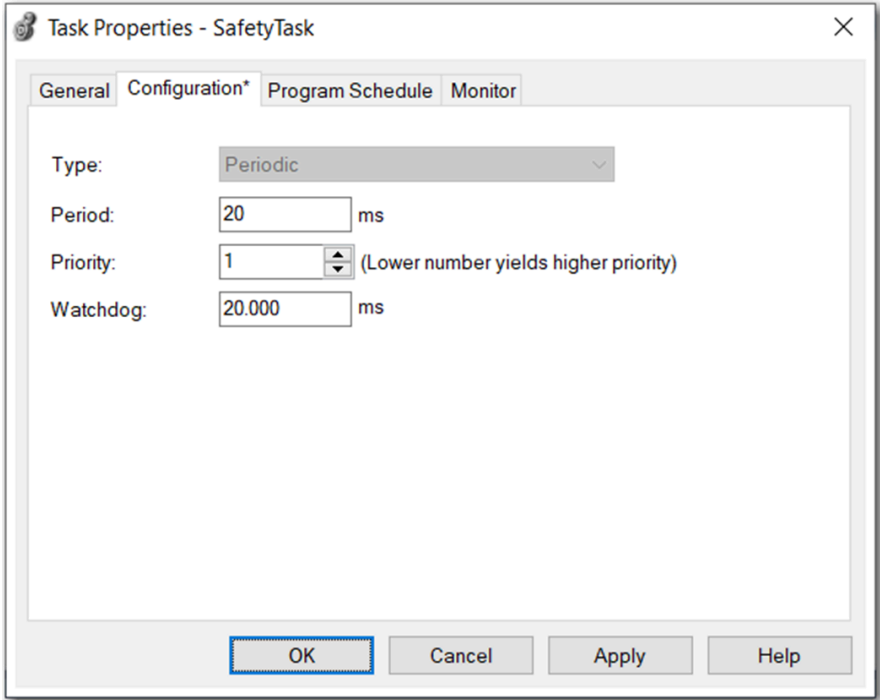 Task Properties - SafetyTask
General Configuration* Program Schedule Monitor
Type: Periodic
Period: 20 ms
Priority: 1 (Lower number yields higher priority)
Watchdog: 20.000 ms
OK Cancel Apply Help